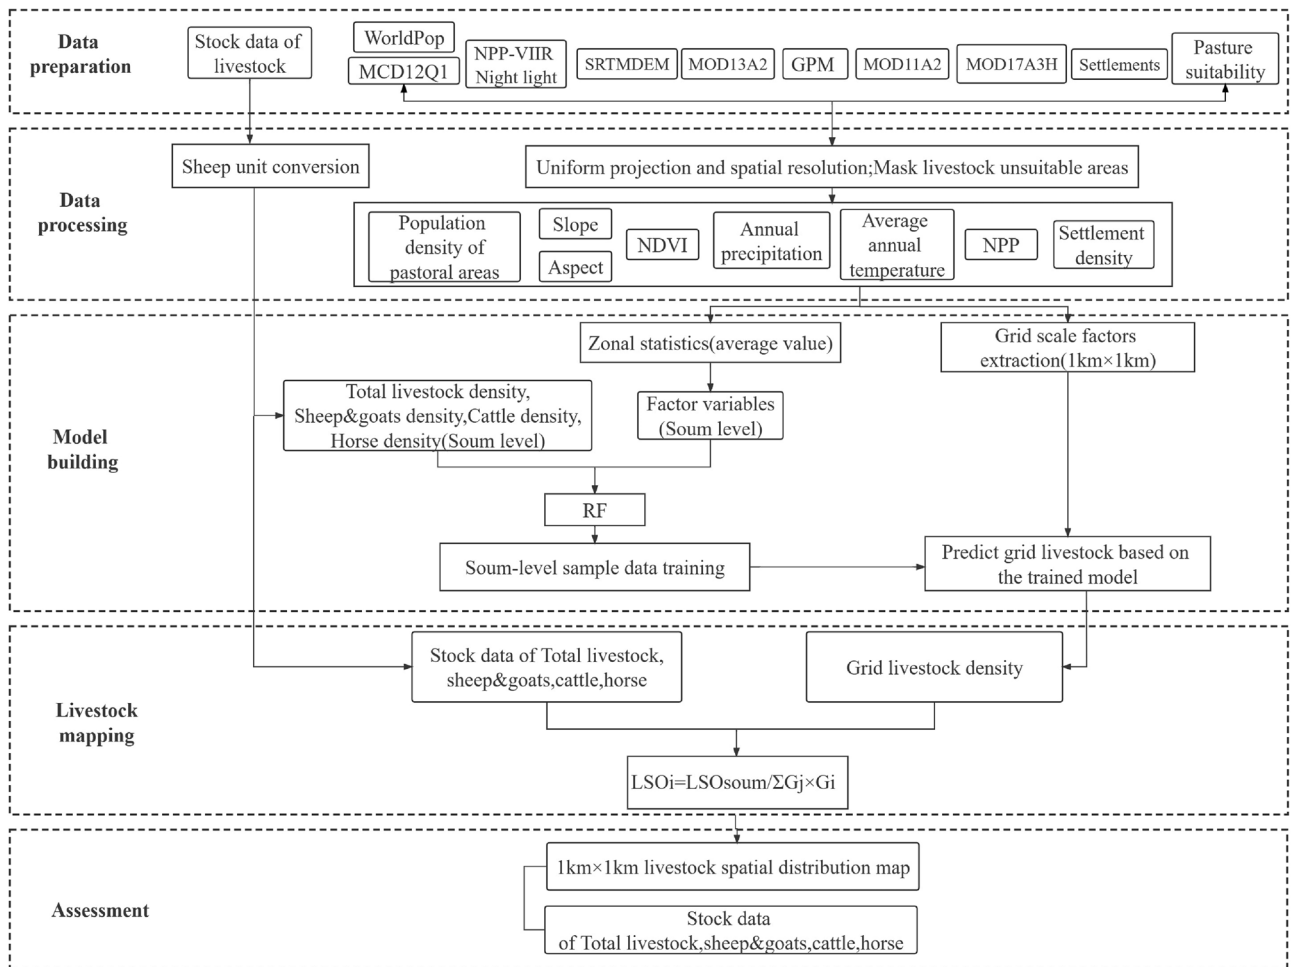 Data
preparation
Stock data of
livestock
WorldPop
MCD12Q1
NPP-VIIR
Night light
SRTMDEM
MOD13A2
GPM
MOD11A2
MOD17A3H
Settlements
Pasture
suitability
Data
processing
Sheep unit conversion
Uniform projection and spatial resolution;Mask livestock unsuitable areas
Population
density of
pastoral areas
Slope
Aspect
NDVI
Annual
precipitation
Average
annual
temperature
NPP
Settlement
density
Model
building
Zonal statistics(average value)
Grid scale factors
extraction(1km×1km)
Total livestock density,
Sheep&goats density,Cattle density,
Horse density(Soum level)
Factor variables
(Soum level)
RF
Soum-level sample data training
Predict grid livestock based on
the trained model
Livestock
mapping
Stock data of Total livestock,
sheep&goats,cattle,horse
Grid livestock density
LSOi=LSOsoum/ΣGj×Gi
Assessment
1km×1km livestock spatial distribution map
Stock data
of Total livestock,sheep&goats,cattle,horse